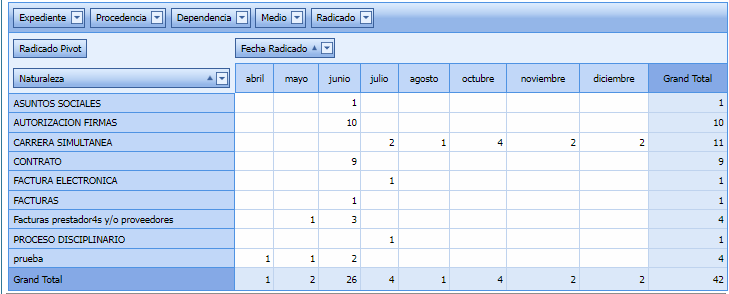 Expediente Procedencia Dependencia Medio Radicado
Radicado Pivot Fecha Radicado
Naturaleza abril mayo junio julio agosto octubre noviembre diciembre Grand Total
ASUNTOS SOCIALES 1 1
AUTORIZACION FIRMAS 10 10
CARRERA SIMULTANEA 2 1 4 2 2 11
CONTRATO 9 9
FACTURA ELECTRONICA 1 1
FACTURAS 1 1
Facturas prestador4s y/o proveedores 1 3 4
PROCESO DISCIPLINARIO 1 1
prueba 1 1 2 4
Grand Total 1 2 26 4 1 4 2 2 42